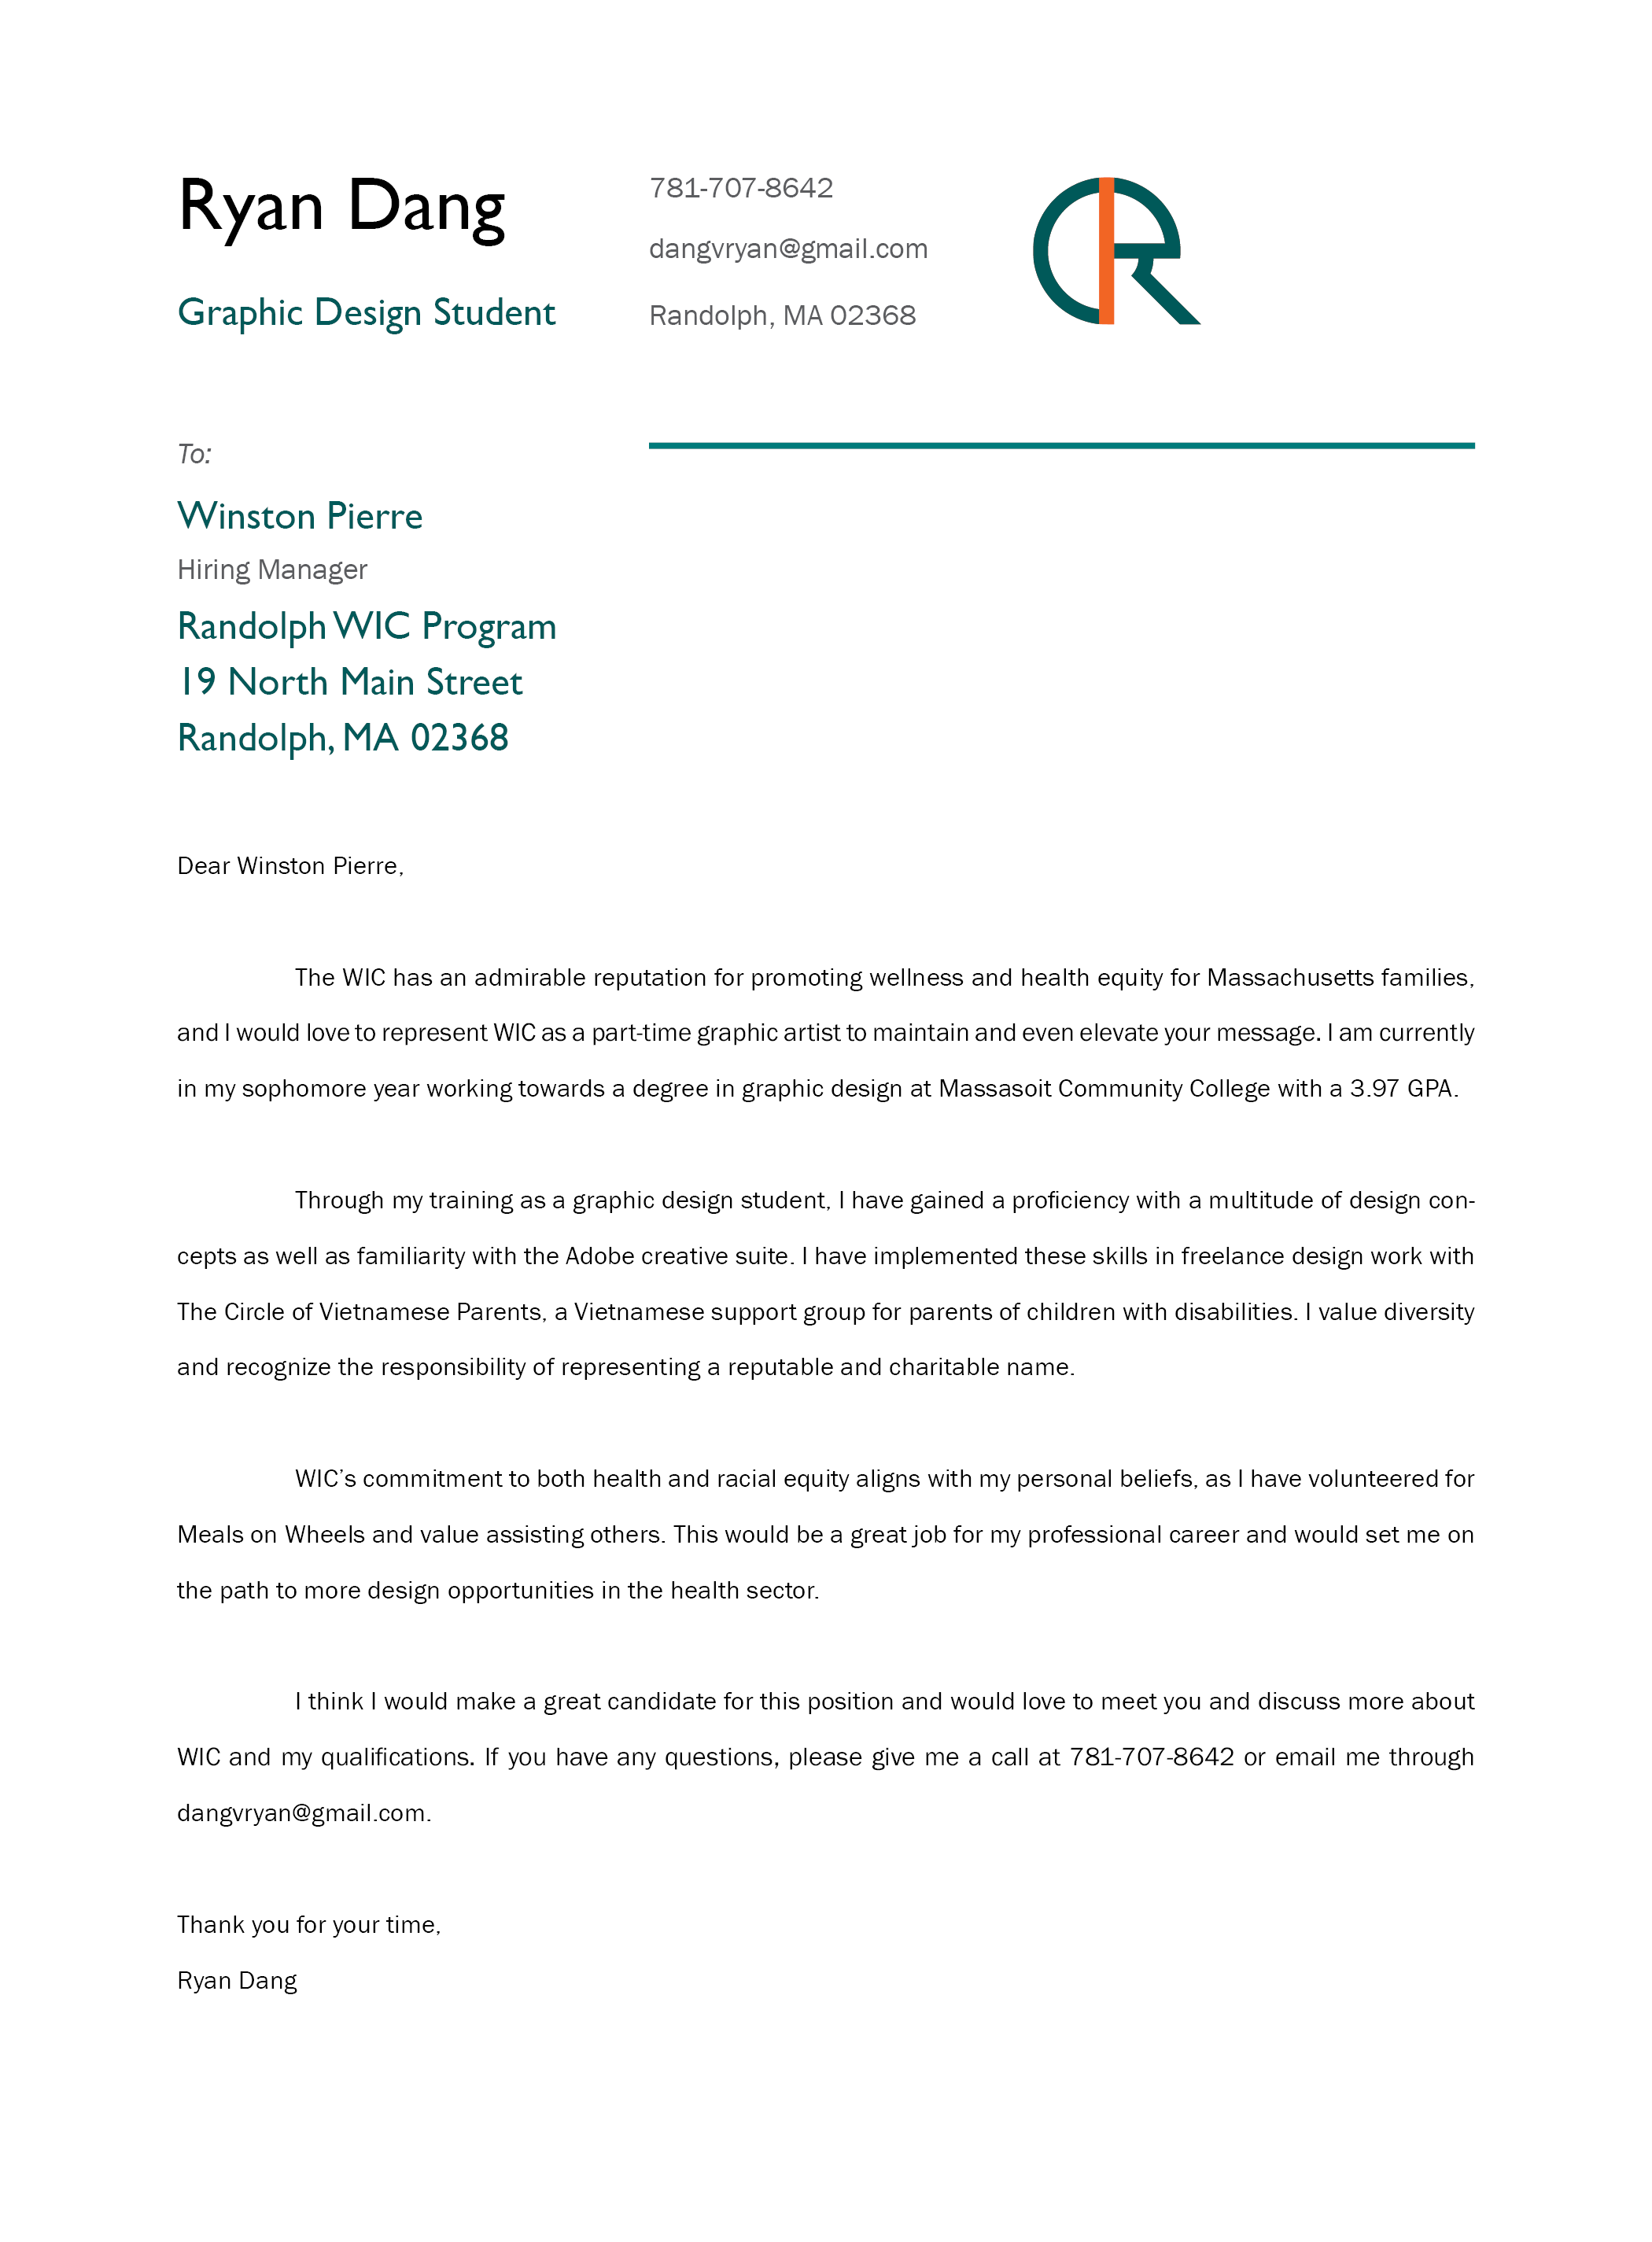 Ryan Dang
Graphic Design Student
781-707-8642
dangvryan@gmail.com
Randolph, MA 02368
To:
Winston Pierre
Hiring Manager
Randolph WIC Program
19 North Main Street
Randolph, MA 02368
Dear Winston Pierre,
The WIC has an admirable reputation for promoting wellness and health equity for Massachusetts families,
and I would love to represent WIC as a part-time graphic artist to maintain and even elevate your message. I am currently
in my sophomore year working towards a degree in graphic design at Massasoit Community College with a 3.97 GPA.
Through my training as a graphic design student, I have gained a proficiency with a multitude of design con-
cepts as well as familiarity with the Adobe creative suite. I have implemented these skills in freelance design work with
The Circle of Vietnamese Parents, a Vietnamese support group for parents of children with disabilities. I value diversity
and recognize the responsibility of representing a reputable and charitable name.
WIC’s commitment to both health and racial equity aligns with my personal beliefs, as I have volunteered for
Meals on Wheels and value assisting others. This would be a great job for my professional career and would set me on
the path to more design opportunities in the health sector.
I think I would make a great candidate for this position and would love to meet you and discuss more about
WIC and my qualifications. If you have any questions, please give me a call at 781-707-8642 or email me through
dangvryan@gmail.com.
Thank you for your time,
Ryan Dang